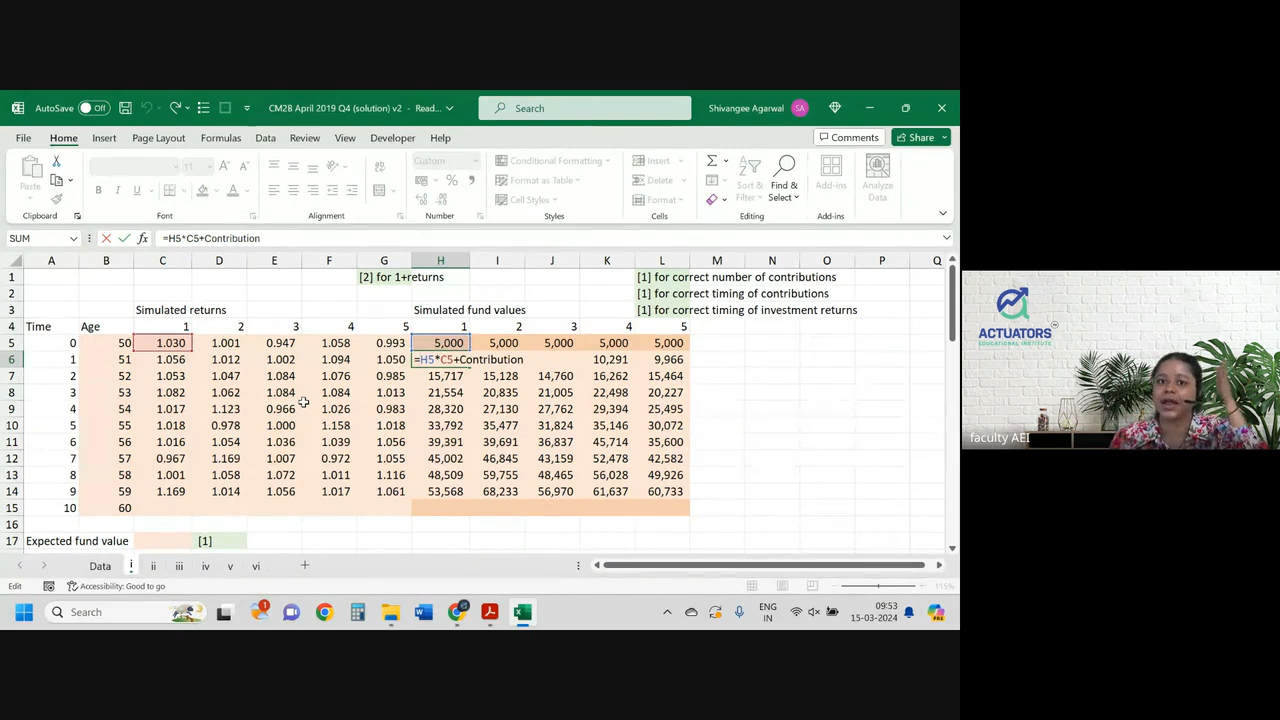 AutoSave Off CM2B April 2019 Q4 (solution) v2 - Read... Search Shivangee Agarwal SA
File Home Insert Page Layout Formulas Data Review View Developer Help Comments Share
Paste 11 A A B I U Custom % Conditional Formatting Format as Table Cell Styles Insert Delete Format Sort & Filter Find & Select Add-ins Analyze Data
Clipboard Font Alignment Number Styles Cells Editing Add-ins
SUM fx =H5*C5+Contribution
A B C D E F G H I J K L M N O P Q
1 [2] for 1+returns [1] for correct number of contributions
2 [1] for correct timing of contributions
3 Simulated returns Simulated fund values [1] for correct timing of investment returns
4 Time Age 1 2 3 4 5 1 2 3 4 5
5 0 50 1.030 1.001 0.947 1.058 0.993 5,000 5,000 5,000 5,000 5,000
6 1 51 1.056 1.012 1.002 1.094 1.050 =H5*C5+Contribution 10,291 9,966
7 2 52 1.053 1.047 1.084 1.076 0.985 15,717 15,128 14,760 16,262 15,464
8 3 53 1.082 1.062 1.084 1.084 1.013 21,554 20,835 21,005 22,498 20,227
9 4 54 1.017 1.123 0.966 1.026 0.983 28,320 27,130 27,762 29,394 25,495
10 5 55 1.018 0.978 1.000 1.158 1.018 33,792 35,477 31,824 35,146 30,072
11 6 56 1.016 1.054 1.036 1.039 1.056 39,391 39,691 36,837 45,714 35,600
12 7 57 0.967 1.169 1.007 0.972 1.055 45,002 46,845 43,159 52,478 42,582
13 8 58 1.001 1.058 1.072 1.011 1.116 48,509 59,755 48,465 56,028 49,926
14 9 59 1.169 1.014 1.056 1.017 1.061 53,568 68,233 56,970 61,637 60,733
15 10 60
16
17 Expected fund value [1]
Data i ii iii iv v vi
Edit Accessibility: Good to go 115%
Search 1 ENG IN 09:53 15-03-2024
ACTUATORS
EDUCATIONAL INSTITUTE
faculty AEI